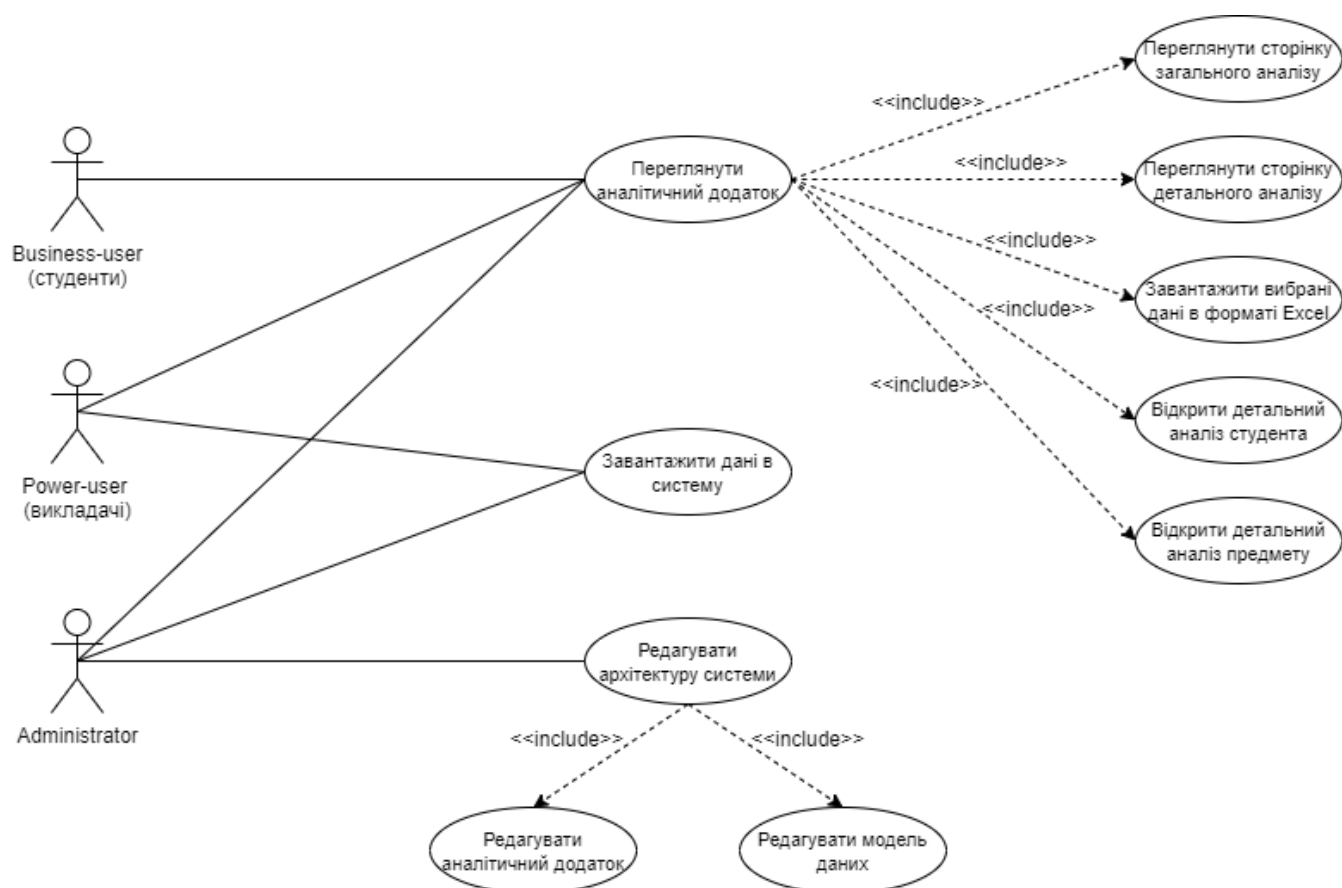 Переглянути сторінку
загального аналізу
<<include>>
Переглянути
аналітичний додаток
<<include>>
Переглянути сторінку
детального аналізу
Business-user
(студенти)
<<include>>
Завантажити вибрані
дані в форматі Excel
<<include>>
<<include>>
Відкрити детальний
аналіз студента
Power-user
(викладачі)
Завантажити дані в
систему
Відкрити детальний
аналіз предмету
Administrator
Редагувати
архітектуру системи
<<include>>
<<include>>
Редагувати
аналітичний додаток
Редагувати модель
даних